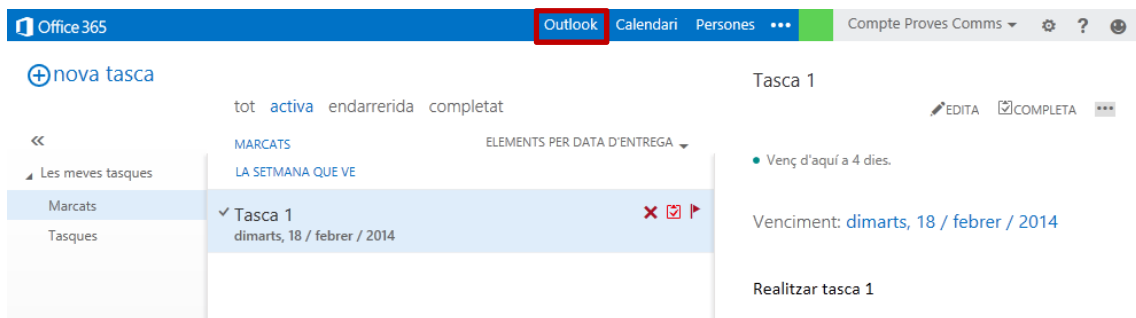 Office 365 Outlook Calendari Persones ••• Compte Proves Comms ?
nova tasca
tot activa endarrerida completat
MARCATS ELEMENTS PER DATA D'ENTREGA
LA SETMANA QUE VE
Les meves tasques
Marcats
Tasques
Tasca 1
dimarts, 18 / febrer / 2014
Tasca 1
EDITA COMPLETA •••
• Venç d'aquí a 4 dies.
Venciment: dimarts, 18 / febrer / 2014
Realitzar tasca 1